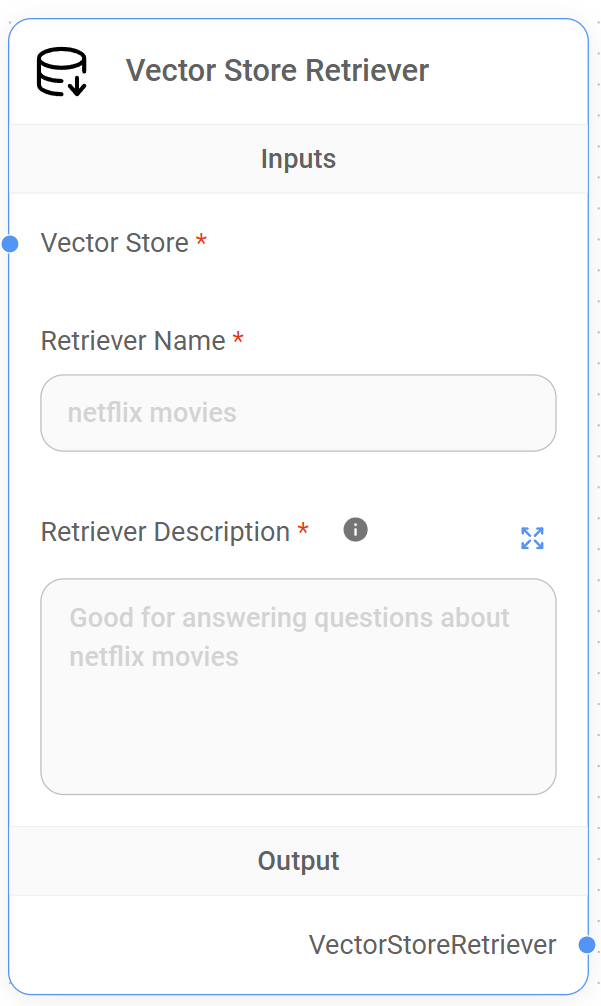 Vector Store Retriever
Inputs
Vector Store *
Retriever Name *
netflix movies
Retriever Description *
Good for answering questions about
netflix movies
Output
VectorStoreRetriever